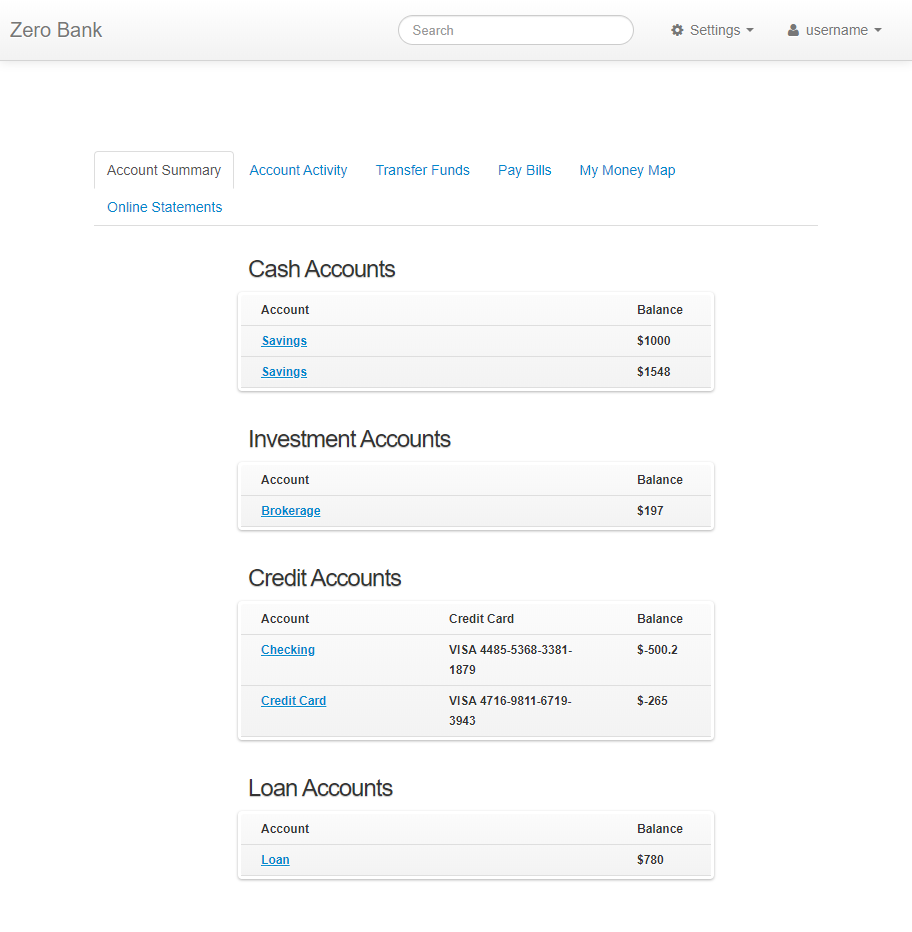 Zero Bank Search Settings username
Account Summary Account Activity Transfer Funds Pay Bills My Money Map
Online Statements
Cash Accounts
Account Balance
Savings $1000
Savings $1548
Investment Accounts
Account Balance
Brokerage $197
Credit Accounts
Account Credit Card Balance
Checking VISA 4485-5368-3381- $-500.2
1879
Credit Card VISA 4716-9811-6719- $-265
3943
Loan Accounts
Account Balance
Loan $780